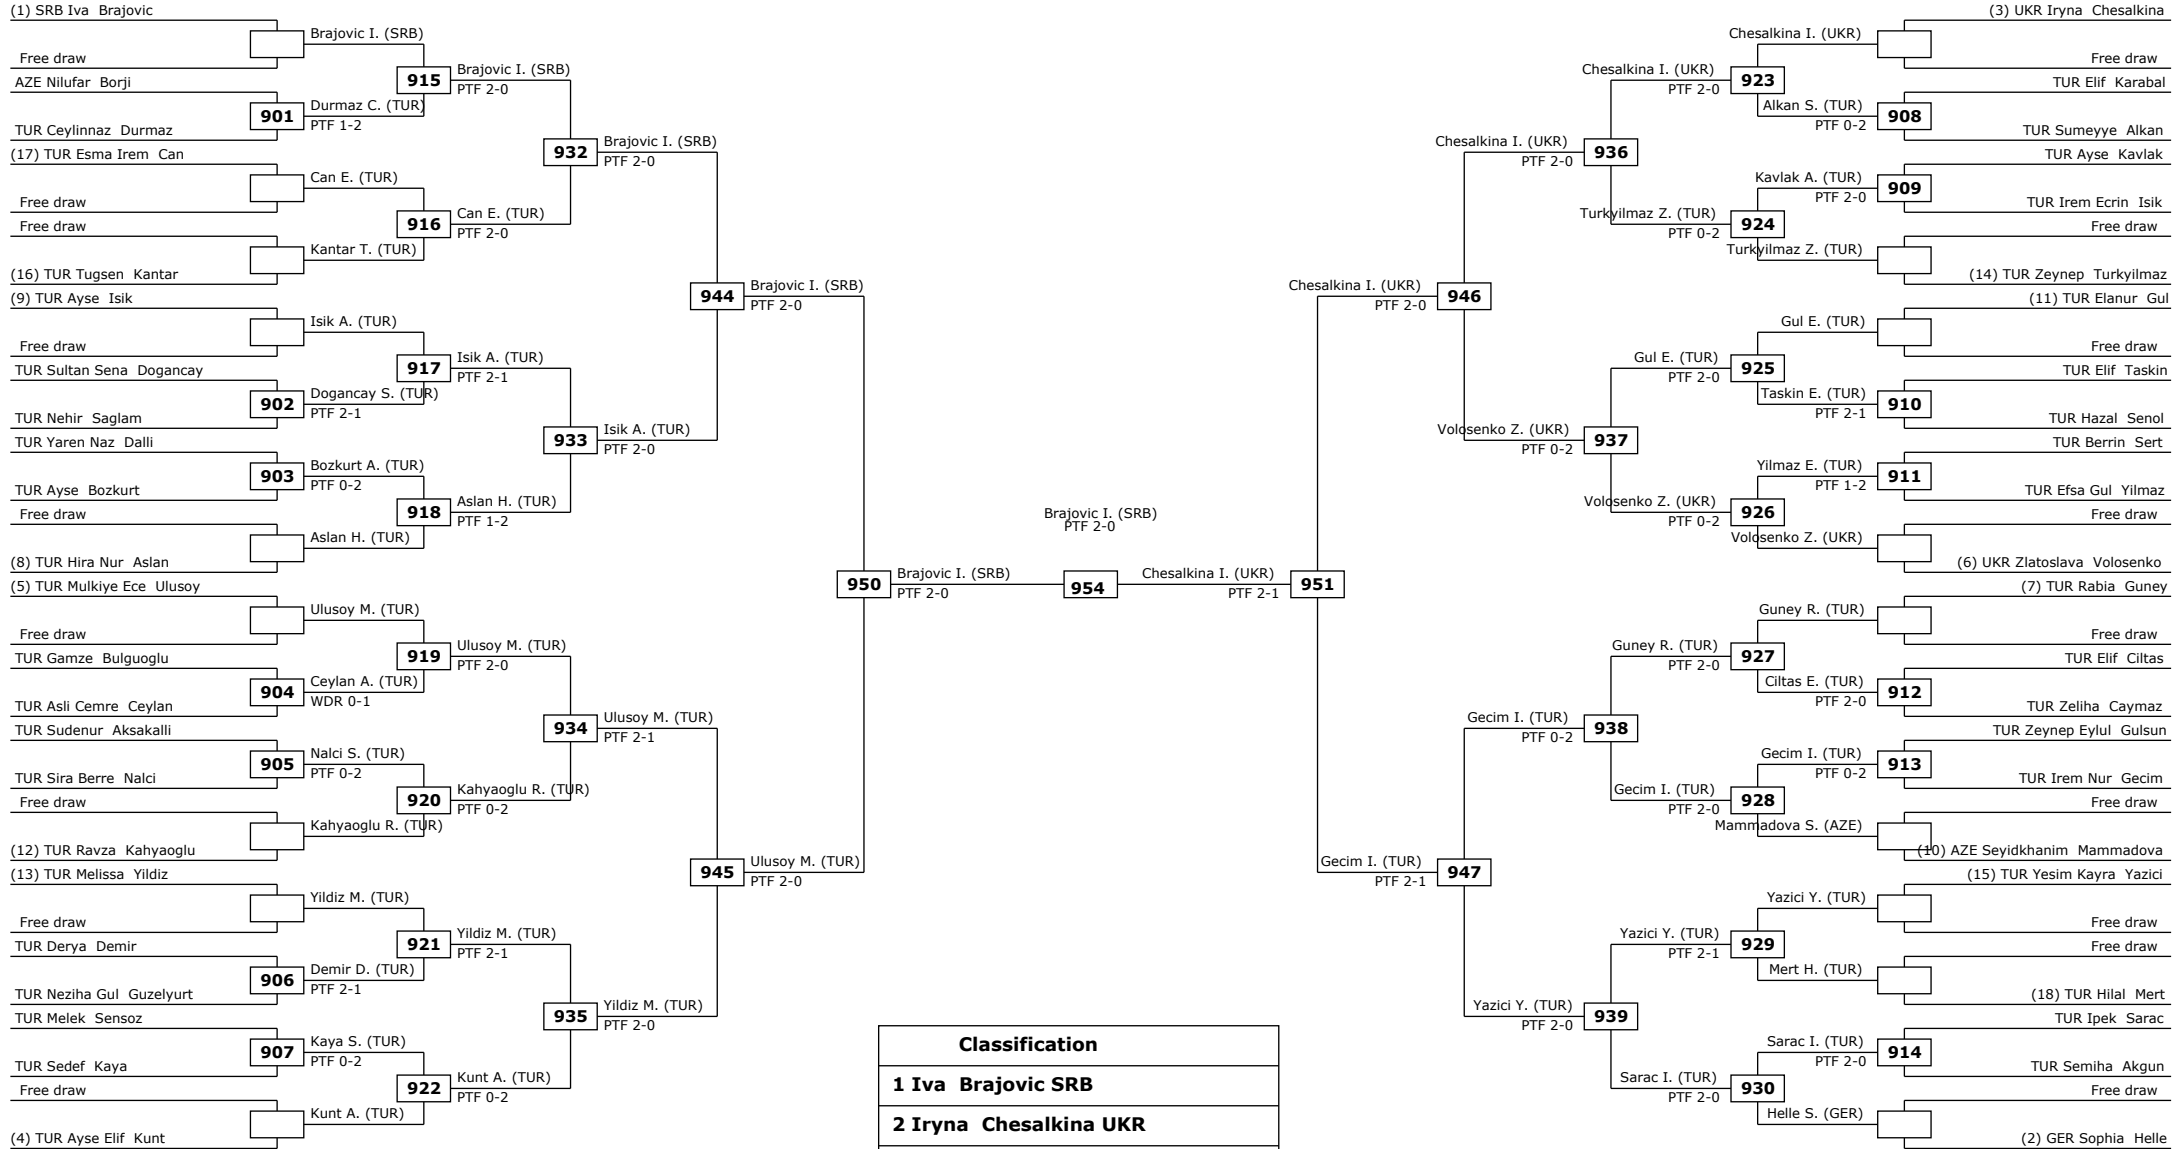 (1) SRB Iva Brajovic
Free draw
AZE Nilufar Borji
TUR Ceylinnaz Durmaz
(17) TUR Esma Irem Can
Free draw
Free draw
(16) TUR Tugsen Kantar
(9) TUR Ayse Isik
Free draw
TUR Sultan Sena Dogancay
TUR Nehir Saglam
TUR Yaren Naz Dalli
TUR Ayse Bozkurt
Free draw
(8) TUR Hira Nur Aslan
(5) TUR Mulkiye Ece Ulusoy
Free draw
TUR Gamze Bulguoglu
TUR Asli Cemre Ceylan
TUR Sudenur Aksakalli
TUR Sira Berre Nalci
Free draw
(12) TUR Ravza Kahyaoglu
(13) TUR Melissa Yildiz
Free draw
TUR Derya Demir
TUR Neziha Gul Guzelyurt
TUR Melek Sensoz
TUR Sedef Kaya
Free draw
(4) TUR Ayse Elif Kunt
Brajovic I. (SRB)
901
Durmaz C. (TUR)
PTF 1-2
Can E. (TUR)
Kantar T. (TUR)
Isik A. (TUR)
902
Dogancay S. (TUR)
PTF 2-1
903
Bozkurt A. (TUR)
PTF 0-2
Aslan H. (TUR)
Ulusoy M. (TUR)
904
Ceylan A. (TUR)
WDR 0-1
905
Nalci S. (TUR)
PTF 0-2
Kahyaoglu R. (TUR)
Yildiz M. (TUR)
906
Demir D. (TUR)
PTF 2-1
907
Kaya S. (TUR)
PTF 0-2
Kunt A. (TUR)
915
Brajovic I. (SRB)
PTF 2-0
916
Can E. (TUR)
PTF 2-0
917
Isik A. (TUR)
PTF 2-1
918
Aslan H. (TUR)
PTF 1-2
919
Ulusoy M. (TUR)
PTF 2-0
920
Kahyaoglu R. (TUR)
PTF 0-2
921
Yildiz M. (TUR)
PTF 2-1
922
Kunt A. (TUR)
PTF 0-2
932
Brajovic I. (SRB)
PTF 2-0
933
Isik A. (TUR)
PTF 2-0
934
Ulusoy M. (TUR)
PTF 2-1
935
Yildiz M. (TUR)
PTF 2-0
944
Brajovic I. (SRB)
PTF 2-0
945
Ulusoy M. (TUR)
PTF 2-0
950
Brajovic I. (SRB)
PTF 2-0
Brajovic I. (SRB)
PTF 2-0
954
Chesalkina I. (UKR)
PTF 2-1
951
Chesalkina I. (UKR)
PTF 2-0
946
Gecim I. (TUR)
PTF 2-1
947
Chesalkina I. (UKR)
PTF 2-0
936
Volosenko Z. (UKR)
PTF 0-2
937
Gecim I. (TUR)
PTF 0-2
938
Yazici Y. (TUR)
PTF 2-0
939
Chesalkina I. (UKR)
PTF 2-0
923
Turkyilmaz Z. (TUR)
PTF 0-2
924
Gul E. (TUR)
PTF 2-0
925
Volosenko Z. (UKR)
PTF 0-2
926
Guney R. (TUR)
PTF 2-0
927
Gecim I. (TUR)
PTF 2-0
928
Yazici Y. (TUR)
PTF 2-1
929
Sarac I. (TUR)
PTF 2-0
930
Chesalkina I. (UKR)
Alkan S. (TUR)
PTF 0-2
908
Kavlak A. (TUR)
PTF 2-0
909
Turkyilmaz Z. (TUR)
Gul E. (TUR)
Taskin E. (TUR)
PTF 2-1
910
Yilmaz E. (TUR)
PTF 1-2
911
Volosenko Z. (UKR)
Guney R. (TUR)
Ciltas E. (TUR)
PTF 2-0
912
Gecim I. (TUR)
PTF 0-2
913
Mammadova S. (AZE)
Yazici Y. (TUR)
Mert H. (TUR)
Sarac I. (TUR)
PTF 2-0
914
Helle S. (GER)
(3) UKR Iryna Chesalkina
Free draw
TUR Elif Karabal
TUR Sumeyye Alkan
TUR Ayse Kavlak
TUR Irem Ecrin Isik
Free draw
(14) TUR Zeynep Turkyilmaz
(11) TUR Elanur Gul
Free draw
TUR Elif Taskin
TUR Hazal Senol
TUR Berrin Sert
TUR Efsa Gul Yilmaz
Free draw
(6) UKR Zlatoslava Volosenko
(7) TUR Rabia Guney
Free draw
TUR Elif Ciltas
TUR Zeliha Caymaz
TUR Zeynep Eylul Gulsun
TUR Irem Nur Gecim
Free draw
(10) AZE Seyidkhanim Mammadova
(15) TUR Yesim Kayra Yazici
Free draw
Free draw
(18) TUR Hilal Mert
TUR Ipek Sarac
TUR Semiha Akgun
Free draw
(2) GER Sophia Helle
Classification
1 Iva Brajovic SRB
2 Iryna Chesalkina UKR